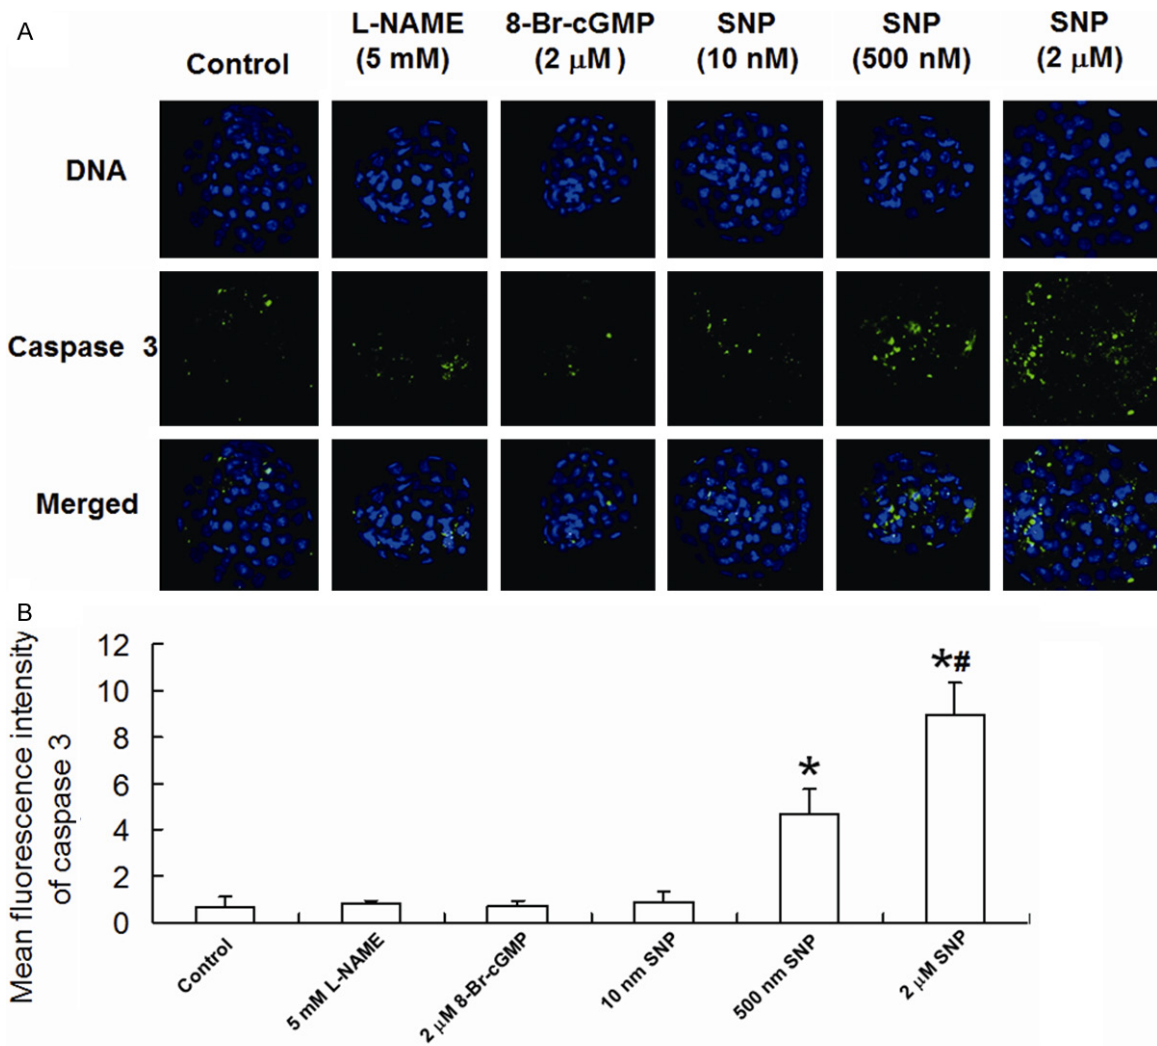 A
Control
L-NAME
(5 mM)
8-Br-cGMP
(2 μM )
SNP
(10 nM)
SNP
(500 nM)
SNP
(2 μM)
DNA
Caspase 3
Merged
B
Mean fluorescence intensity
of caspase 3
12
10
8
6
4
2
0
*
*#
Control
5 mM L-NAME
2 μM 8-Br-cGMP
10 nm SNP
500 nm SNP
2 μM SNP